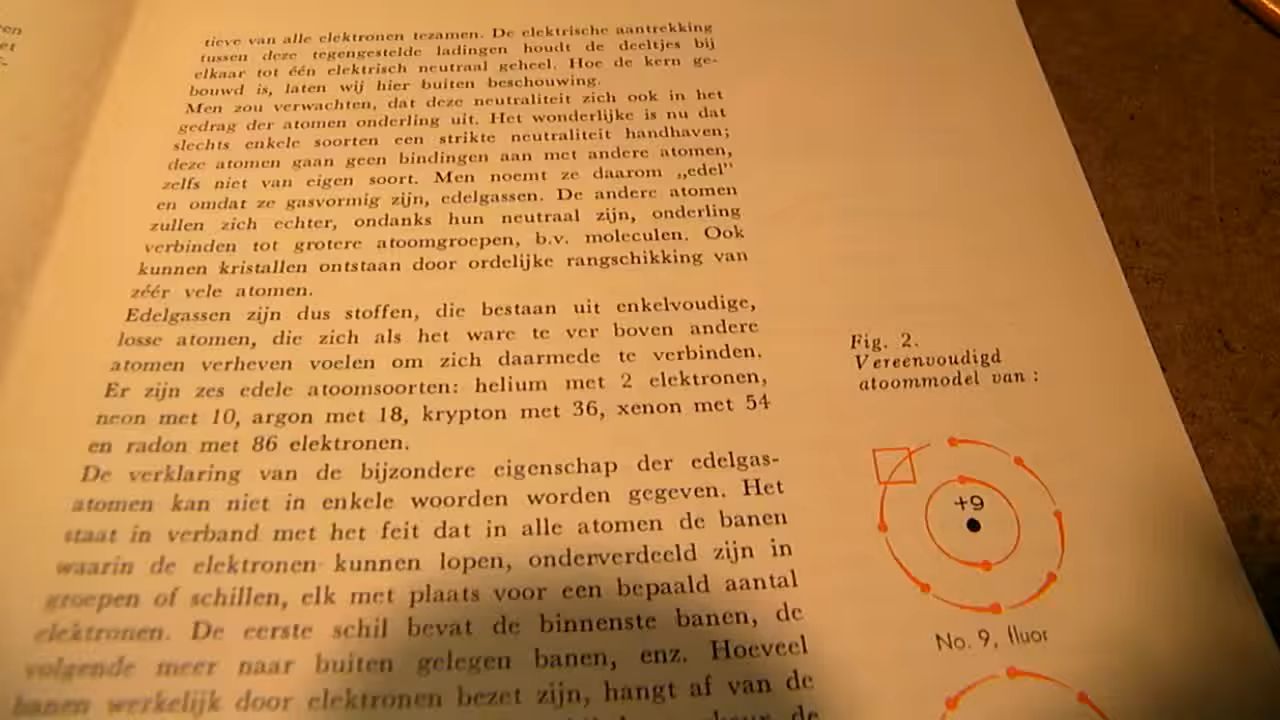 en
et
tieve van alle elektronen tezamen. De elektrische aantrekking
tussen deze tegengestelde ladingen houdt de deeltjes bij
elkaar tot één elektrisch neutraal geheel. Hoe de kern ge-
bouwd is, laten wij hier buiten beschouwing.
Men zou verwachten, dat deze neutraliteit zich ook in het
gedrag der atomen onderling uit. Het wonderlijke is nu dat
slechts enkele soorten een strikte neutraliteit handhaven;
deze atomen gaan geen bindingen aan met andere atomen,
zelfs niet van eigen soort. Men noemt ze daarom „edel”
en omdat ze gasvormig zijn, edelgassen. De andere atomen
zullen zich echter, ondanks hun neutraal zijn, onderling
verbinden tot grotere atoomgroepen, b.v. moleculen. Ook
kunnen kristallen ontstaan door ordelijke rangschikking van
zéér vele atomen.
Edelgassen zijn dus stoffen, die bestaan uit enkelvoudige,
losse atomen, die zich als het ware te ver boven andere
atomen verheven voelen om zich daarmede te verbinden.
Er zijn zes edele atoomsoorten: helium met 2 elektronen,
neon met 10, argon met 18, krypton met 36, xenon met 54
en radon met 86 elektronen.
De verklaring van de bijzondere eigenschap der edelgas-
atomen kan niet in enkele woorden worden gegeven. Het
staat in verband met het feit dat in alle atomen de banen
waarin de elektronen kunnen lopen, onderverdeeld zijn in
groepen of schillen, elk met plaats voor een bepaald aantal
elektronen. De eerste schil bevat de binnenste banen, de
volgende meer naar buiten gelegen banen, enz. Hoeveel
banen werkelijk door elektronen bezet zijn, hangt af van de
de
Fig. 2.
Vereenvoudigd
atoommodel van :
+9
No. 9, fluor